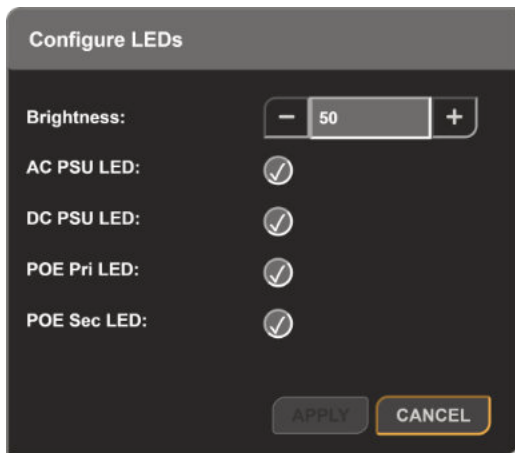 Configure LEDs
Brightness: − 50 +
AC PSU LED:
DC PSU LED:
POE Pri LED:
POE Sec LED:
APPLY CANCEL